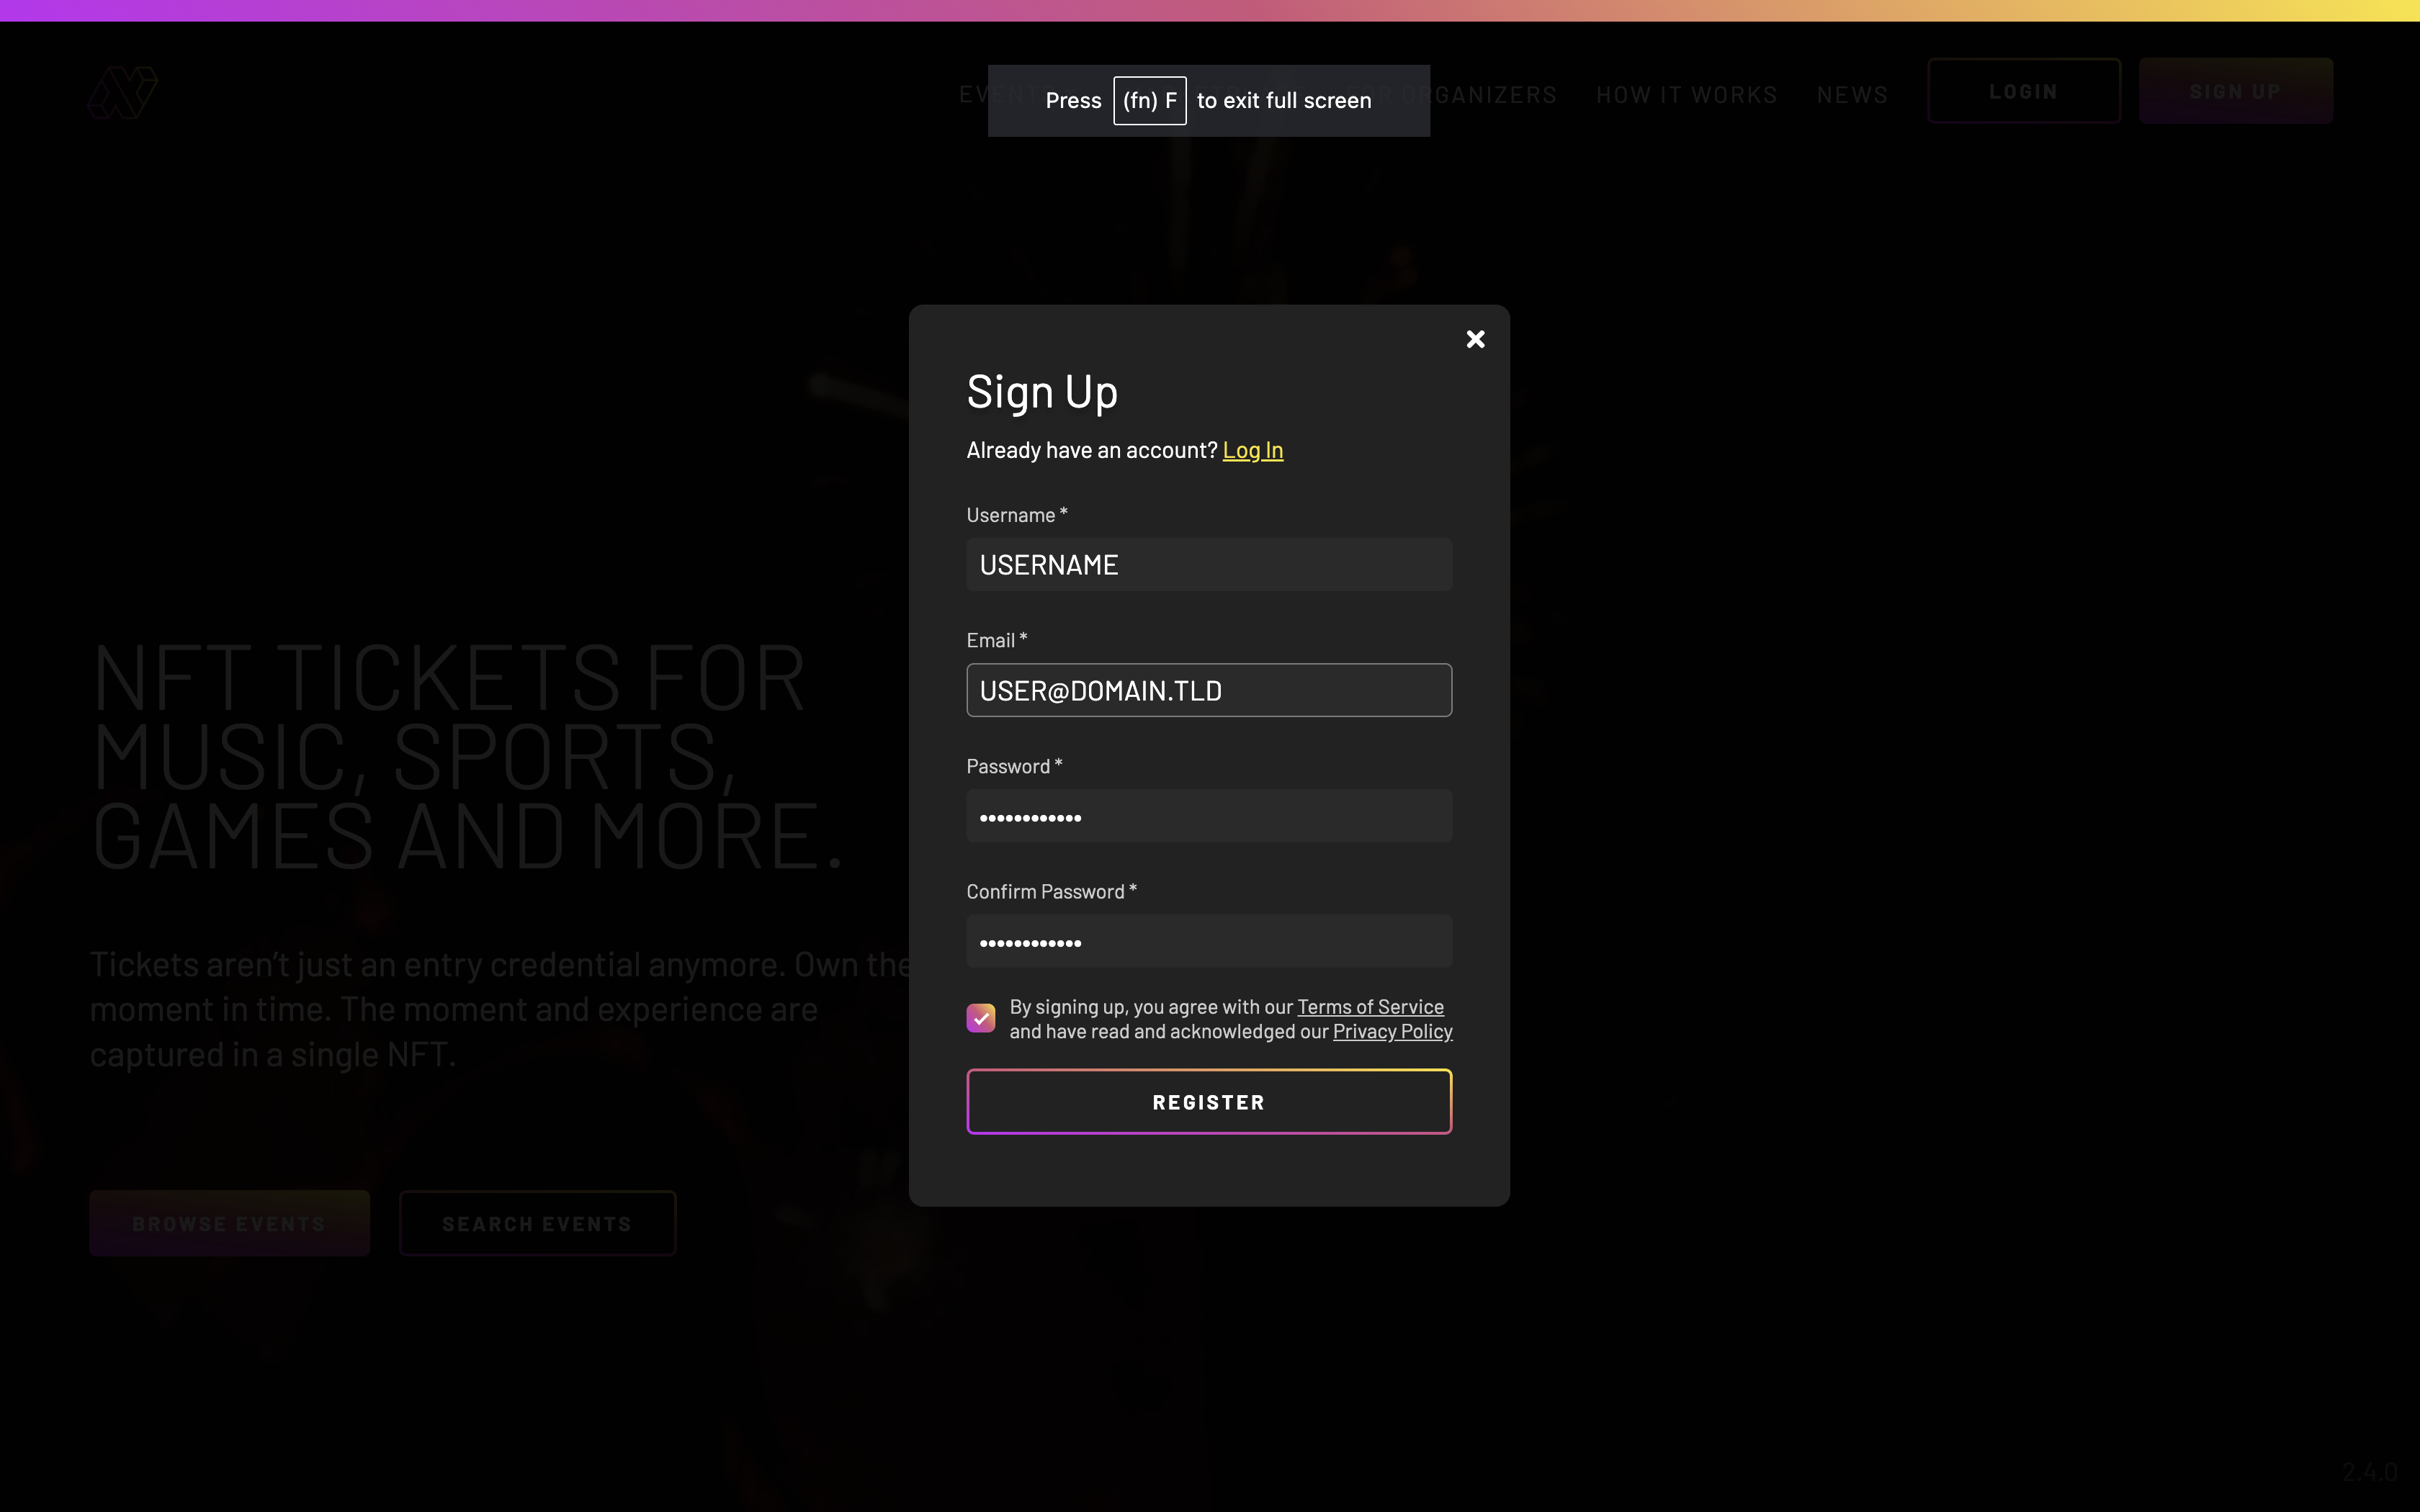 EVENT
ORGANIZERS
HOW IT WORKS
NEWS
LOGIN
SIGN UP
Press (fn) F to exit full screen
Sign Up
Already have an account? Log In
Username *
USERNAME
Email *
USER@DOMAIN.TLD
Password *
••••••••••••
Confirm Password *
••••••••••••
By signing up, you agree with our Terms of Service
and have read and acknowledged our Privacy Policy
REGISTER
NFT TICKETS FOR
MUSIC, SPORTS,
GAMES AND MORE.
Tickets aren’t just an entry credential anymore. Own the
moment in time. The moment and experience are
captured in a single NFT.
BROWSE EVENTS
SEARCH EVENTS
2.4.0